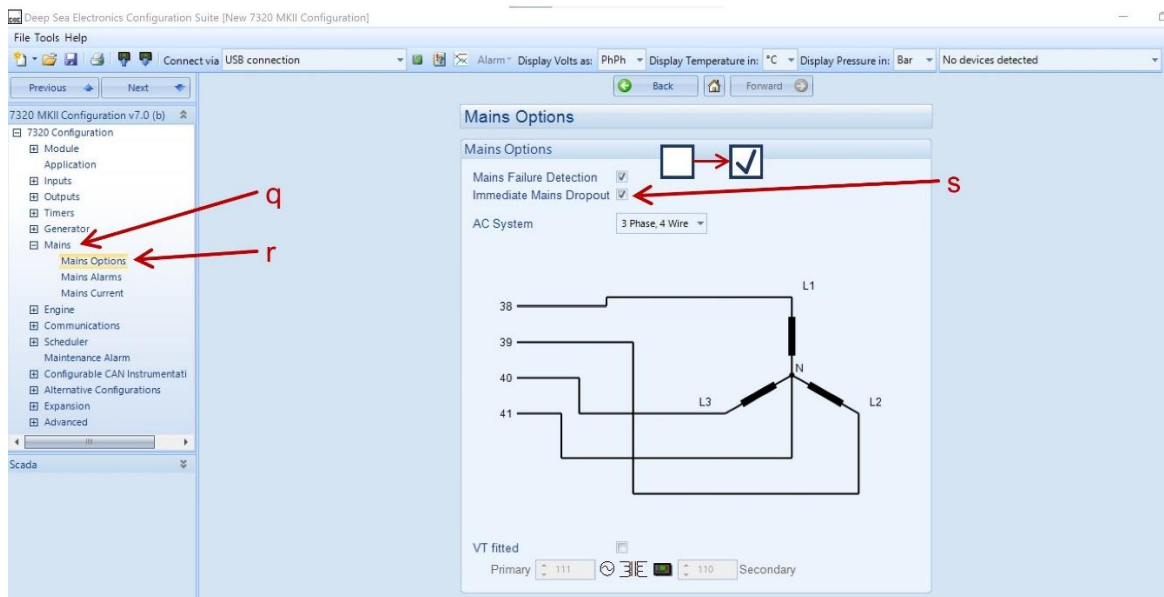 Deep Sea Electronics Configuration Suite [New 7320 MKII Configuration]
File Tools Help
Connect via USB connection Alarm Display Volts as: PhPh Display Temperature in: °C Display Pressure in: Bar No devices detected
Previous Next
Back Forward
7320 MKII Configuration v7.0 (b)
7320 Configuration
Module
Application
Inputs
Outputs
Timers
Generator
Mains
Mains Options
Mains Alarms
Mains Current
Engine
Communications
Scheduler
Maintenance Alarm
Configurable CAN Instrumentati
Alternative Configurations
Expansion
Advanced
Scada
q
r
Mains Options
Mains Options
Mains Failure Detection
Immediate Mains Dropout
s
AC System 3 Phase, 4 Wire
L1
38
39
N
40
L3 L2
41
VT fitted
Primary 111 110 Secondary